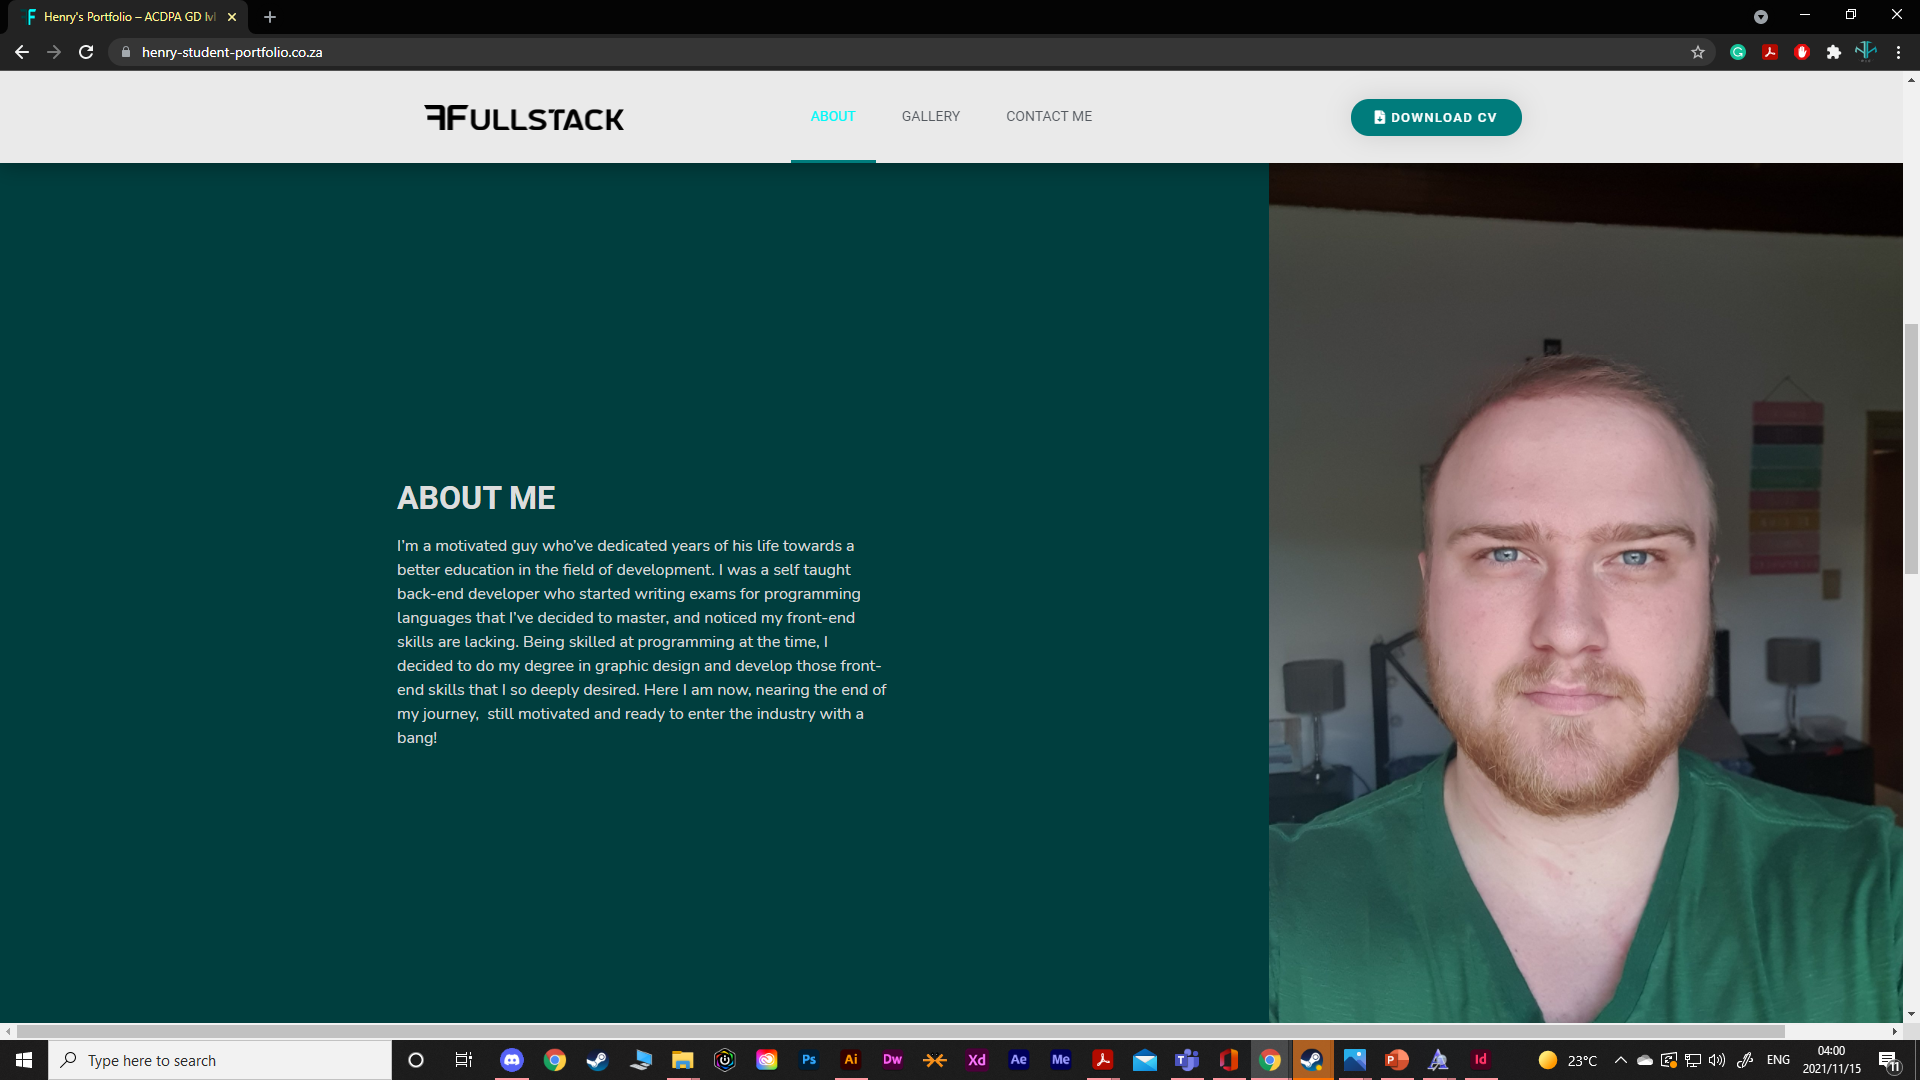 Henry's Portfolio – ACDPA GD lvl
henry-student-portfolio.co.za
FULLSTACK
ABOUT
GALLERY
CONTACT ME
DOWNLOAD CV
ABOUT ME
I'm a motivated guy who've dedicated years of his life towards a
better education in the field of development. I was a self taught
back-end developer who started writing exams for programming
languages that I've decided to master, and noticed my front-end
skills are lacking. Being skilled at programming at the time, I
decided to do my degree in graphic design and develop those front-
end skills that I so deeply desired. Here I am now, nearing the end of
my journey,  still motivated and ready to enter the industry with a
bang!
Type here to search
Ps
Ai
Dw
Xd
Ae
Me
Id
23°C
ENG
04:00
2021/11/15
11